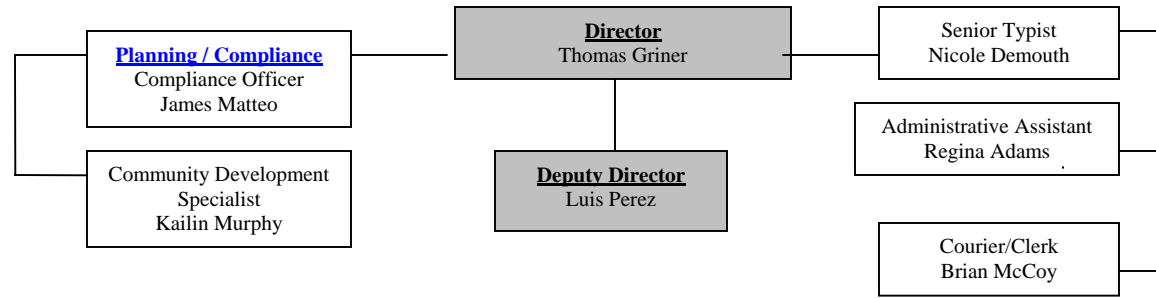 Planning / Compliance
Compliance Officer
James Matteo
Community Development
Specialist
Kailin Murphy
Director
Thomas Griner
Deputy Director
Luis Perez
Senior Typist
Nicole Demouth
Administrative Assistant
Regina Adams
.
Courier/Clerk
Brian McCoy